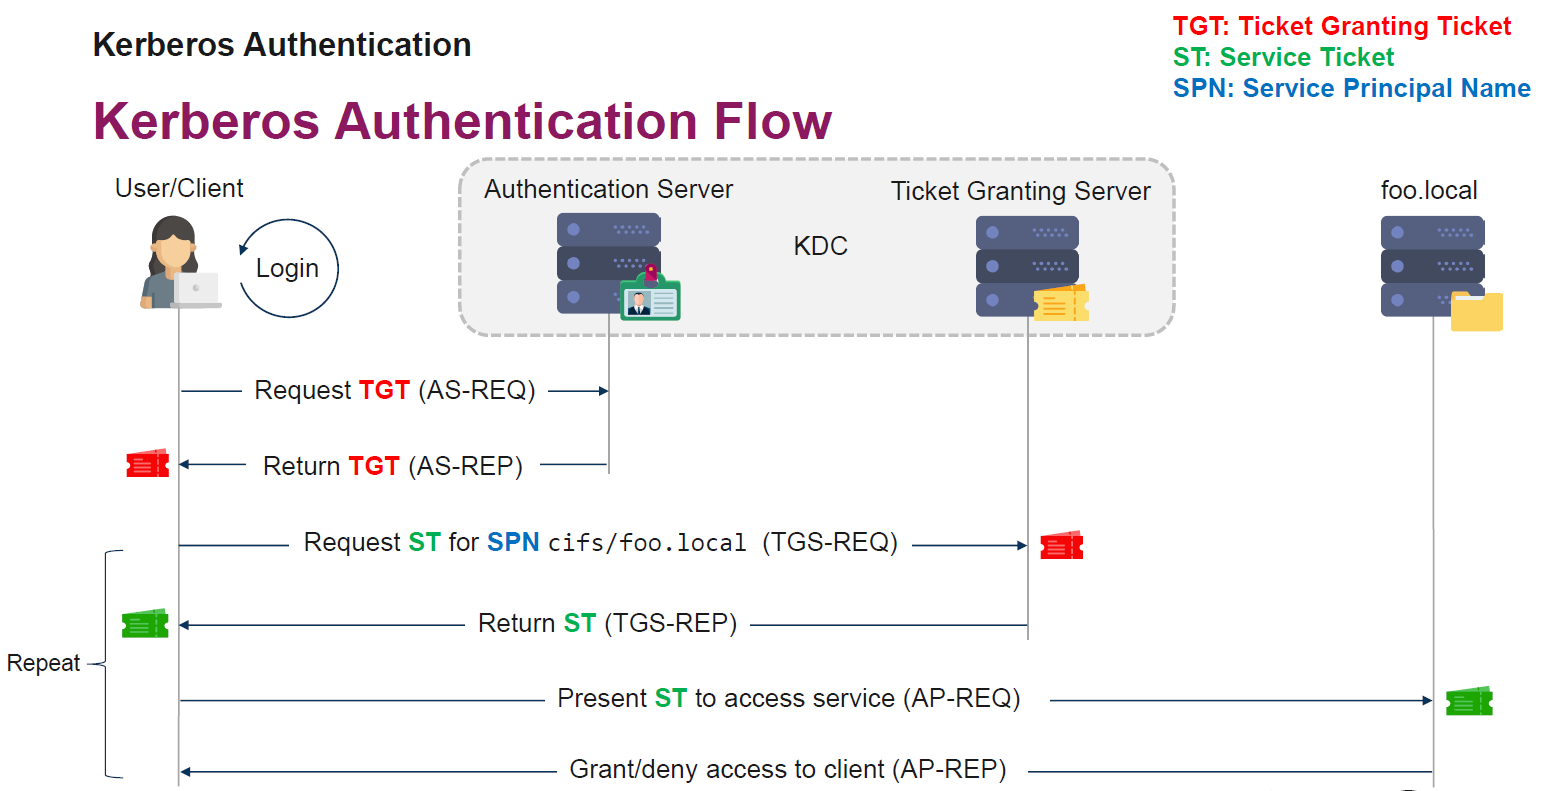 Kerberos Authentication
TGT: Ticket Granting Ticket
ST: Service Ticket
SPN: Service Principal Name
Kerberos Authentication Flow
User/Client
Authentication Server
Ticket Granting Server
foo.local
KDC
Login
Request TGT (AS-REQ)
Return TGT (AS-REP)
Request ST for SPN cifs/foo.local (TGS-REQ)
Return ST (TGS-REP)
Repeat
Present ST to access service (AP-REQ)
Grant/deny access to client (AP-REP)